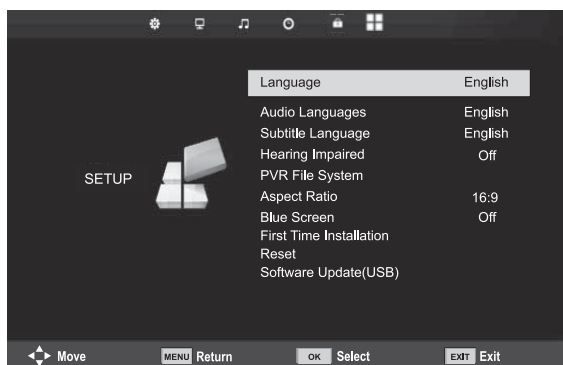 SETUP
Language English
Audio Languages English
Subtitle Language English
Hearing Impaired Off
PVR File System
Aspect Ratio 16:9
Blue Screen Off
First Time Installation
Reset
Software Update(USB)
Move MENU Return OK Select EXIT Exit